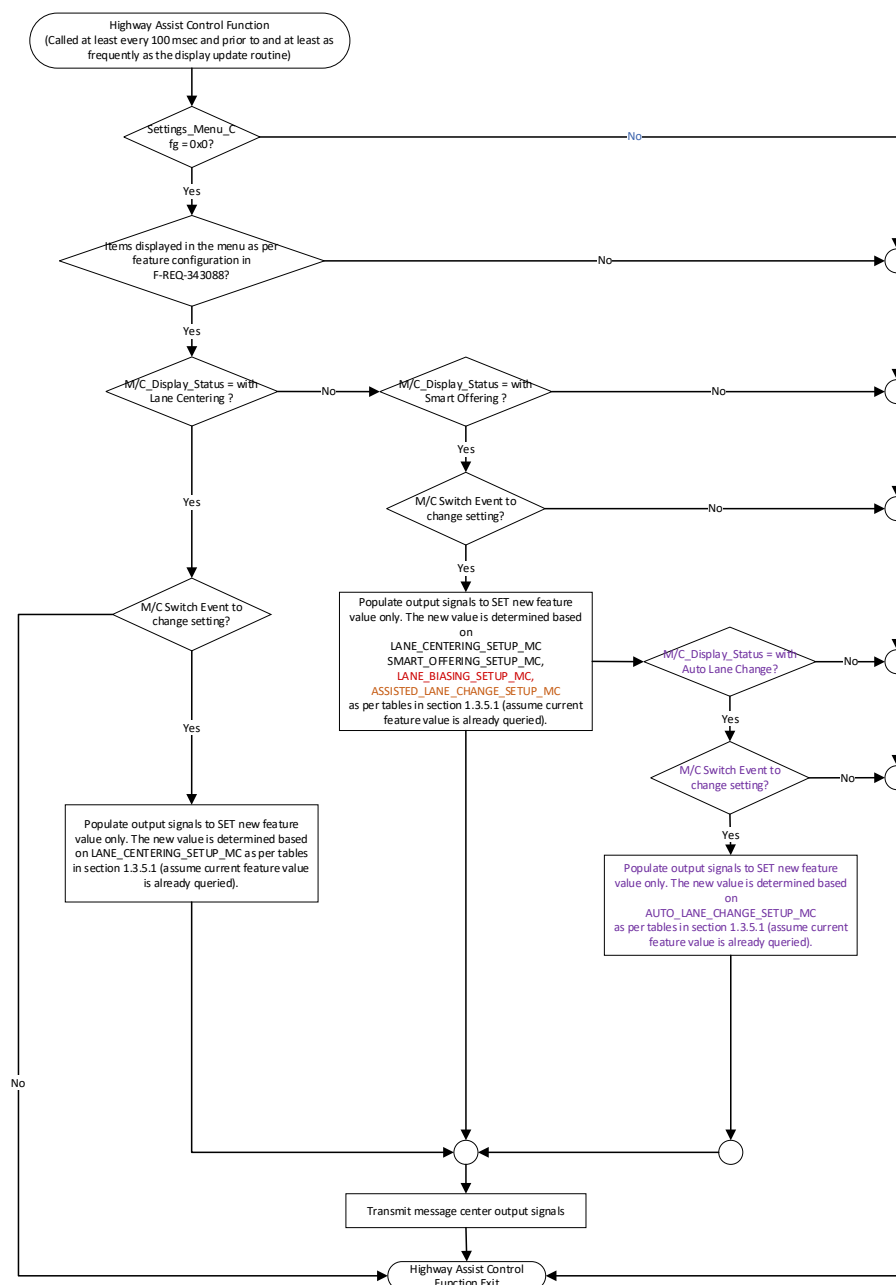 Highway Assist Control Function
(Called at least every 100 msec and prior to and at least as
frequently as the display update routine)
Settings_Menu_C
fg = 0x0?
No
Yes
Items displayed in the menu as per
feature configuration in
F-REQ-343088?
No
Yes
M/C_Display_Status = with
Lane Centering ?
No
M/C_Display_Status = with
Smart Offering ?
No
Yes
Yes
M/C Switch Event to
change setting?
No
Yes
M/C Switch Event to
change setting?
Populate output signals to SET new feature
value only. The new value is determined based
on
LANE_CENTERING_SETUP_MC
SMART_OFFERING_SETUP_MC,
LANE_BIASING_SETUP_MC,
ASSISTED_LANE_CHANGE_SETUP_MC
as per tables in section 1.3.5.1 (assume current
feature value is already queried).
M/C_Display_Status = with
Auto Lane Change?
No
Yes
Yes
M/C Switch Event to
change setting?
No
Yes
Populate output signals to SET new feature
value only. The new value is determined based
on LANE_CENTERING_SETUP_MC as per tables
in section 1.3.5.1 (assume current feature value
is already queried).
Populate output signals to SET new feature
value only. The new value is determined based
on
AUTO_LANE_CHANGE_SETUP_MC
as per tables in section 1.3.5.1 (assume current
feature value is already queried).
No
Transmit message center output signals
Highway Assist Control
Function Exit